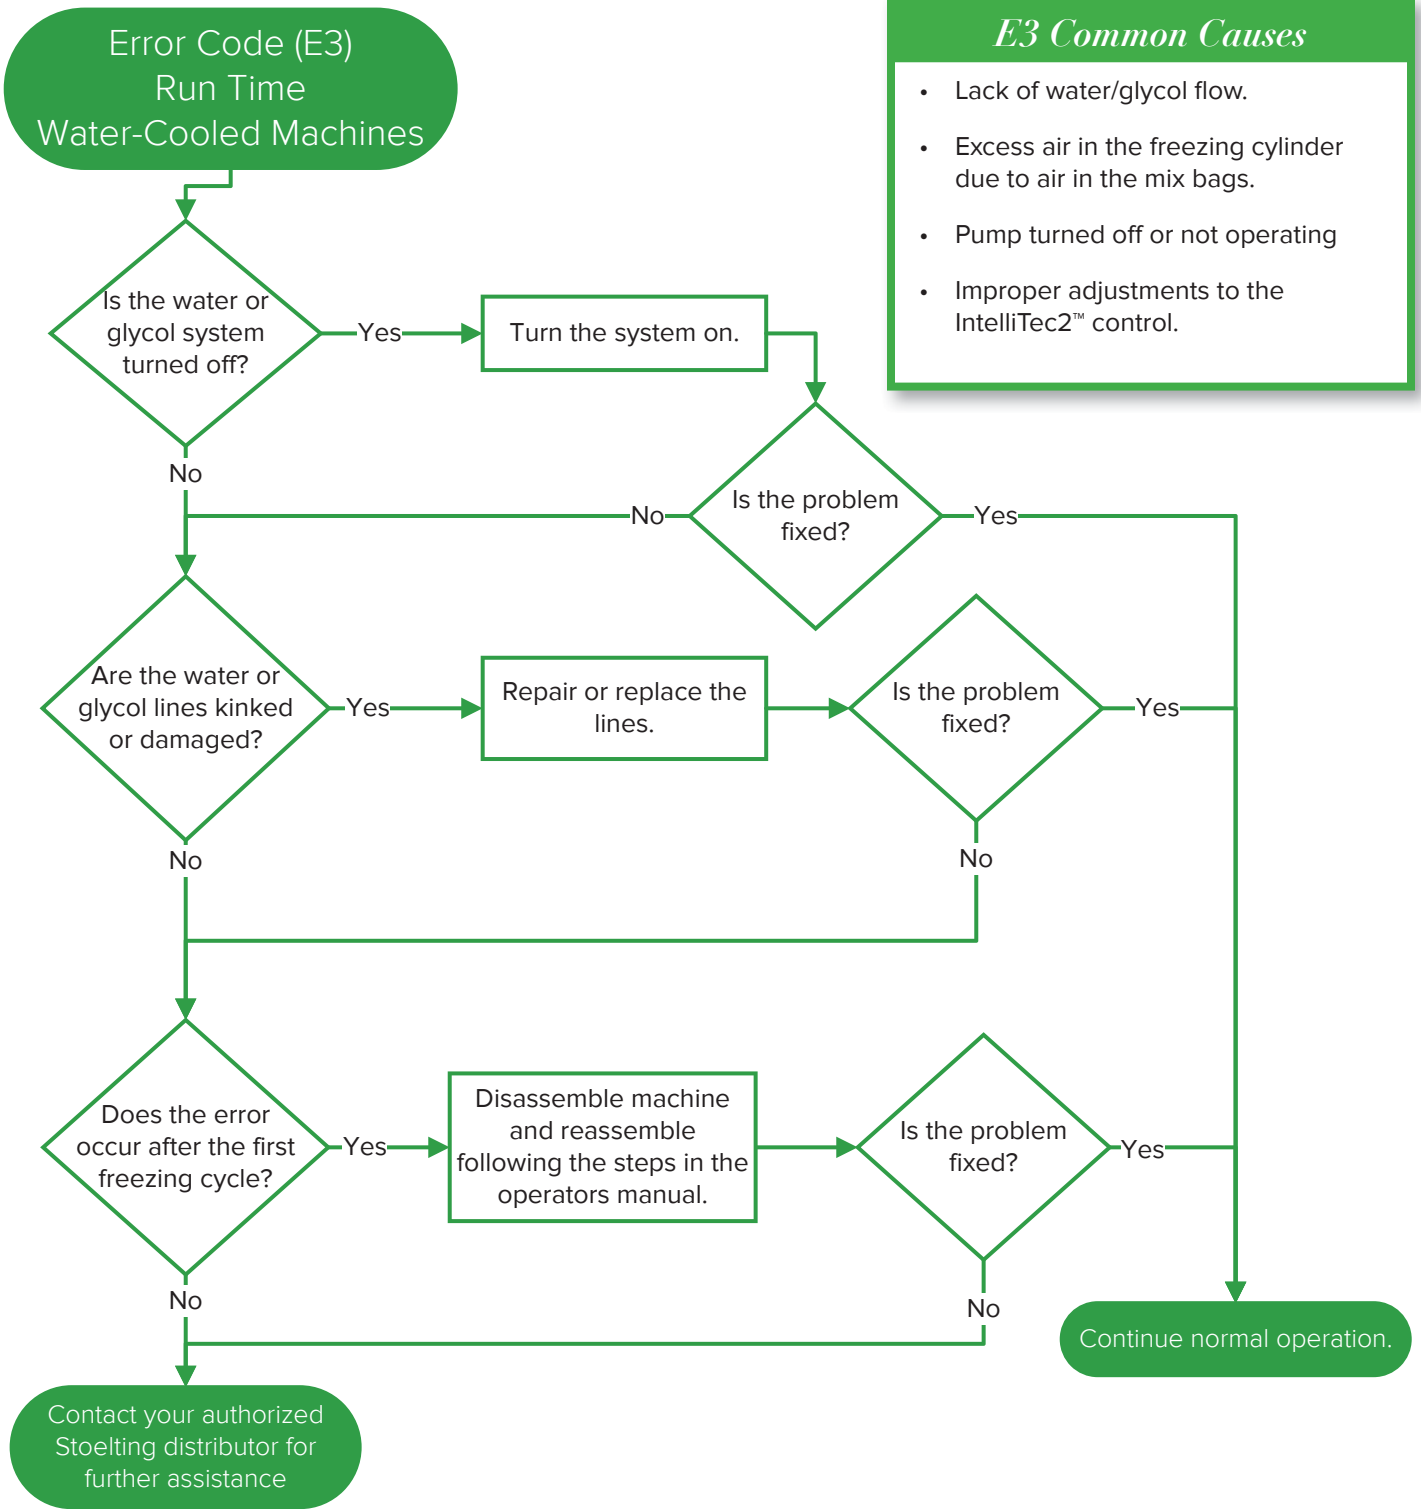 Error Code (E3)
Run Time
Water-Cooled Machines
E3 Common Causes
• Lack of water/glycol flow.
• Excess air in the freezing cylinder
due to air in the mix bags.
• Pump turned off or not operating
• Improper adjustments to the
IntelliTec2™ control.
Is the water or
glycol system
turned off?
Yes
Turn the system on.
No
Is the problem
fixed?
No
Yes
Are the water or
glycol lines kinked
or damaged?
Yes
Repair or replace the
lines.
Is the problem
fixed?
Yes
No
No
Does the error
occur after the first
freezing cycle?
Yes
Disassemble machine
and reassemble
following the steps in the
operators manual.
Is the problem
fixed?
Yes
No
No
Continue normal operation.
Contact your authorized
Stoelting distributor for
further assistance